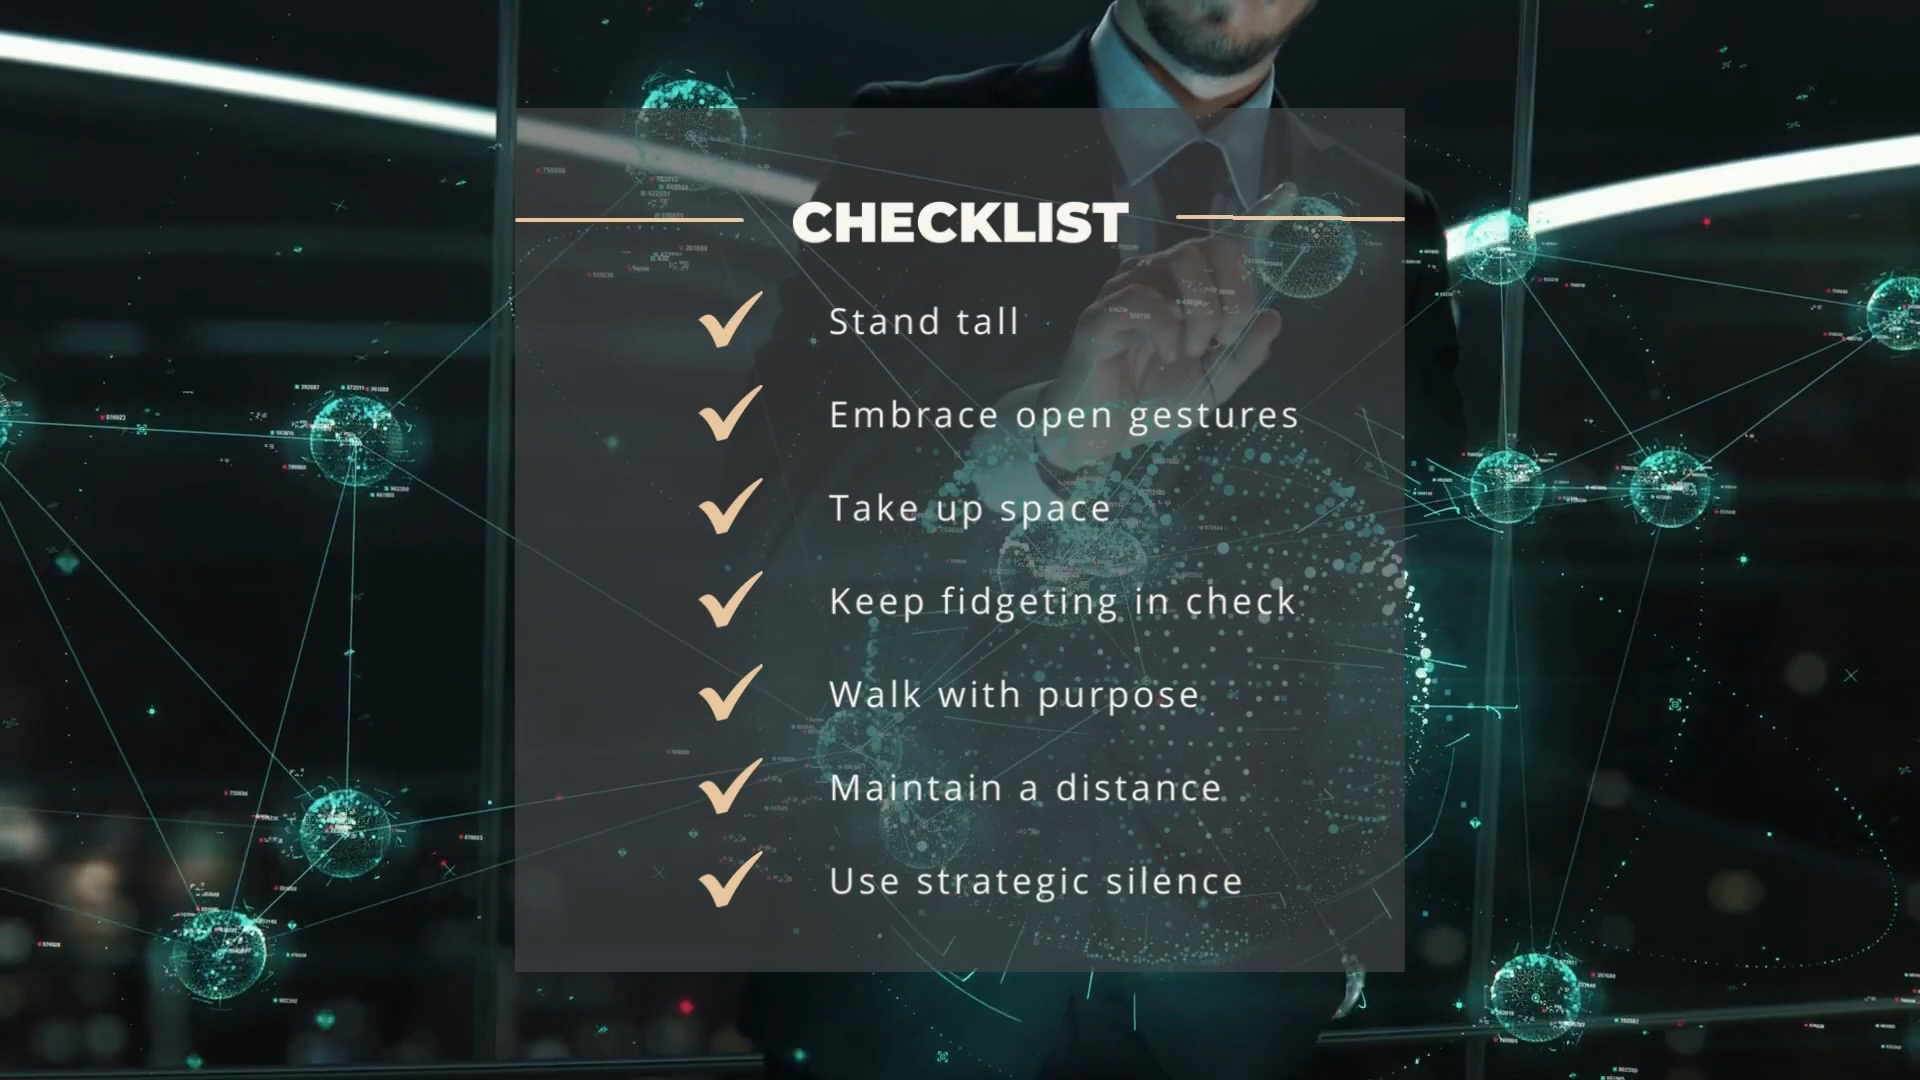 CHECKLIST
Stand tall
Embrace open gestures
Take up space
Keep fidgeting in check
Walk with purpose
Maintain a distance
Use strategic silence